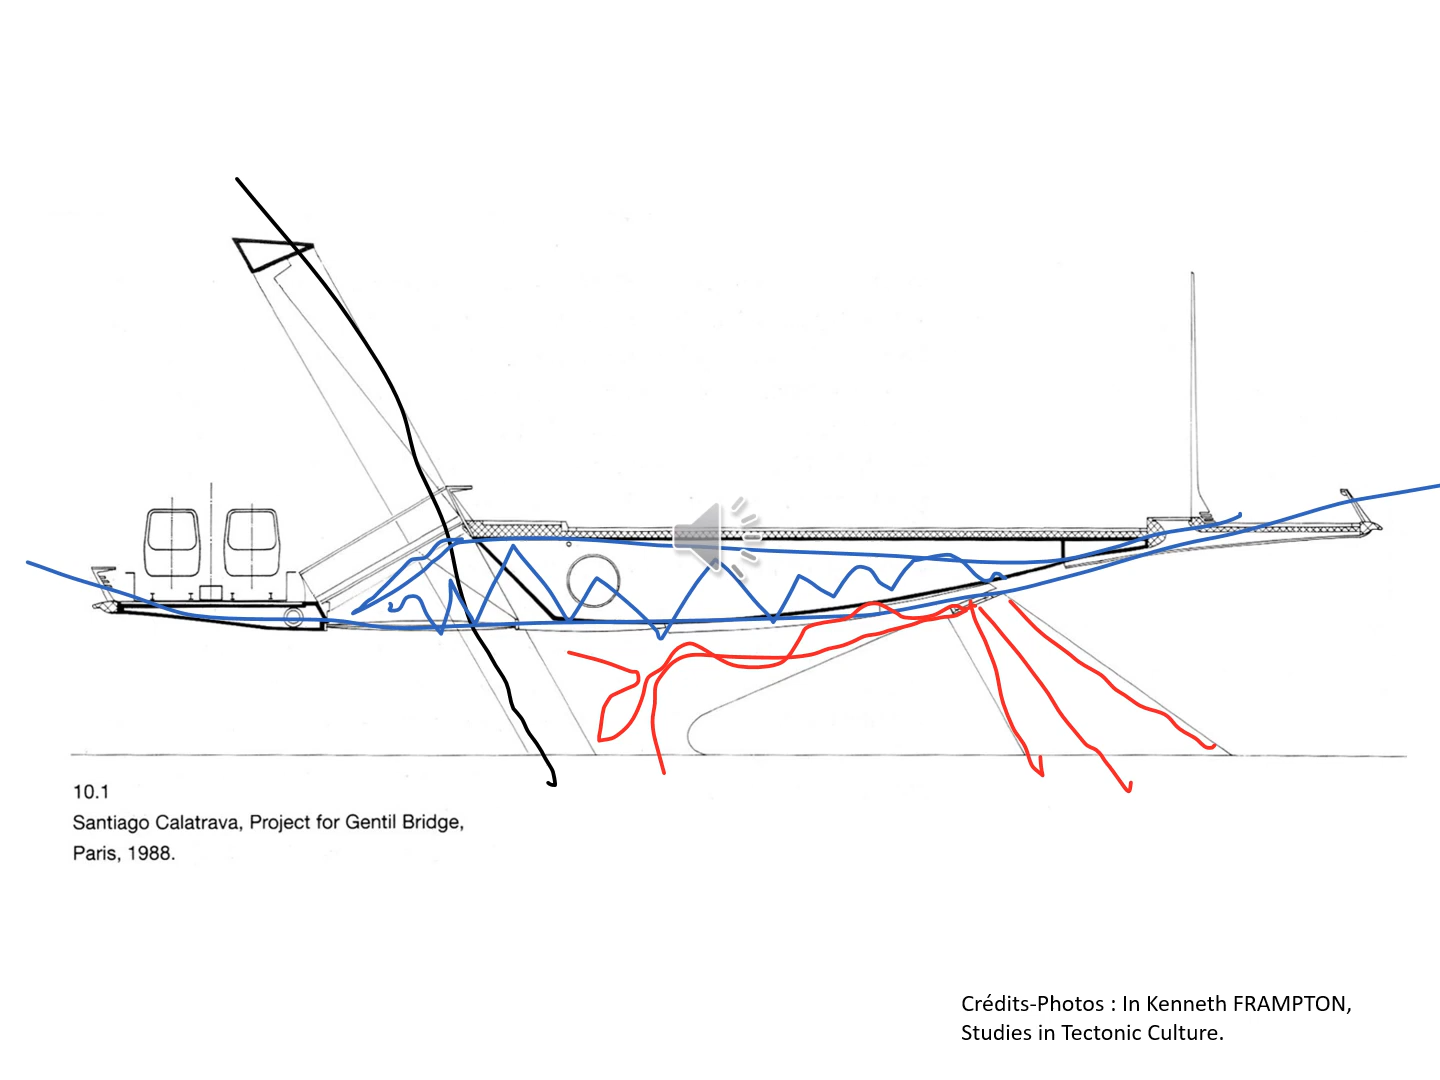 10.1
Santiago Calatrava, Project for Gentil Bridge,
Paris, 1988.
Crédits-Photos : In Kenneth FRAMPTON,
Studies in Tectonic Culture.